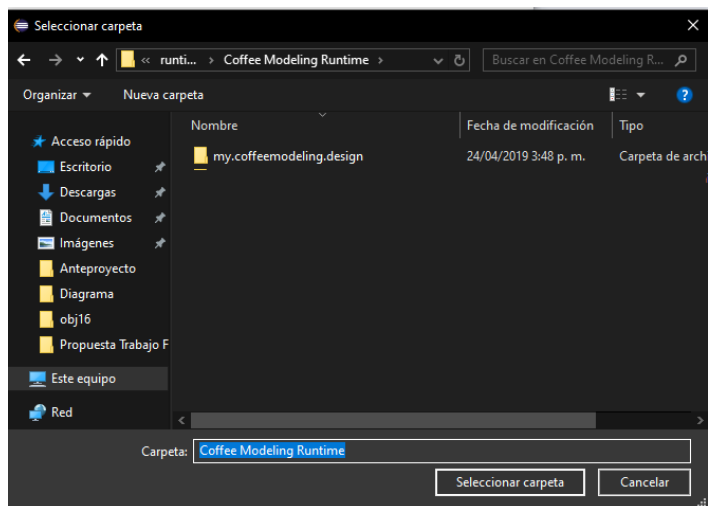 Seleccionar carpeta
« runti... › Coffee Modeling Runtime ›
Buscar en Coffee Modeling R...
Organizar
Nueva carpeta
Nombre
Fecha de modificación
Tipo
Acceso rápido
my.coffeemodeling.design
24/04/2019 3:48 p. m.
Carpeta de arch
Escritorio
Descargas
Documentos
Imágenes
Anteproyecto
Diagrama
obj16
Propuesta Trabajo F
Este equipo
Red
Carpeta:
Coffee Modeling Runtime
Seleccionar carpeta
Cancelar